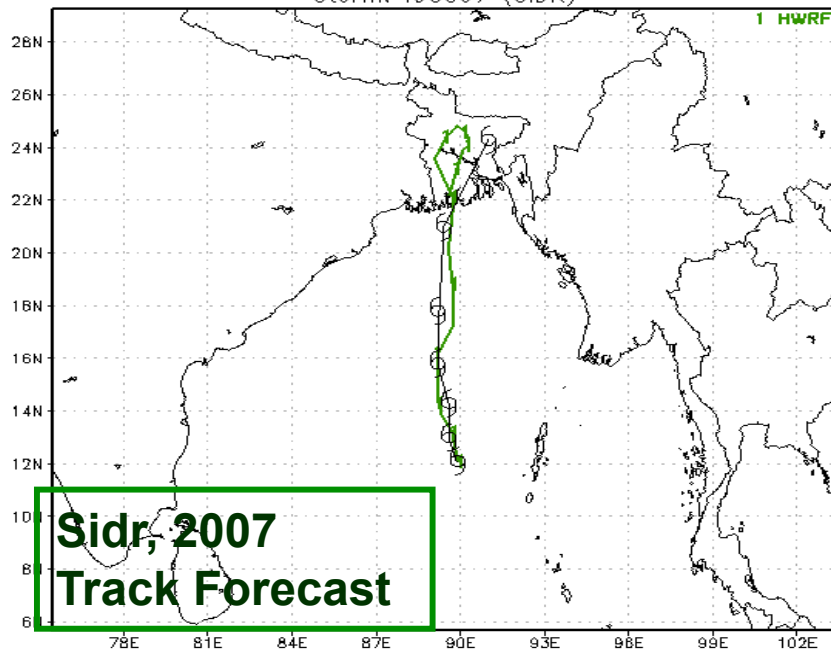 1 HWRF
28N
26N
24N
22N
20N
18N
16N
14N
12N
10N
8N
6N
Sidr, 2007
Track Forecast
78E
81E
84E
87E
90E
93E
96E
99E
102E